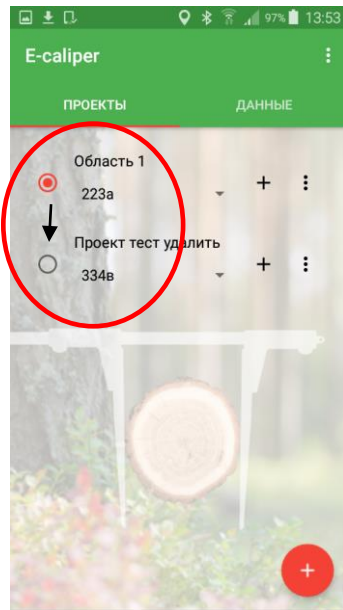 97% 13:53
E-caliper
ПРОЕКТЫ ДАННЫЕ
Область 1
223а
Проект тест удалить
334в